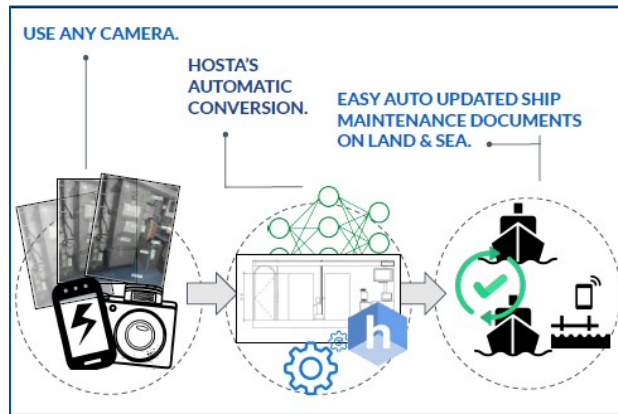 USE ANY CAMERA.
HOSTA'S
AUTOMATIC
CONVERSION.
EASY AUTO UPDATED SHIP
MAINTENANCE DOCUMENTS
ON LAND & SEA.
h